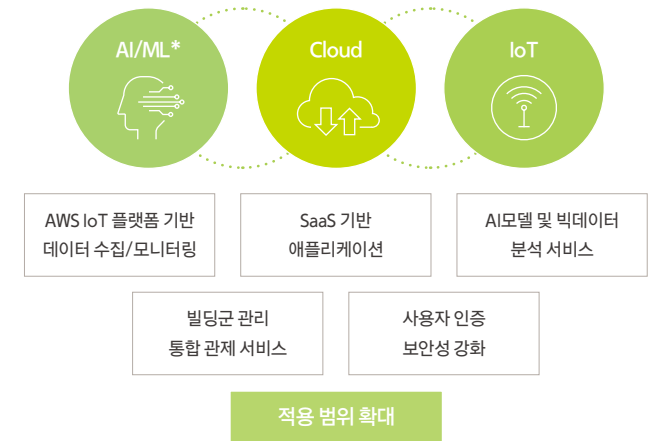 AI/ML*
Cloud
IoT
AWS IoT 플랫폼 기반
데이터 수집/모니터링
SaaS 기반
애플리케이션
AI모델 및 빅데이터
분석 서비스
빌딩군 관리
통합 관제 서비스
사용자 인증
보안성 강화
적용 범위 확대